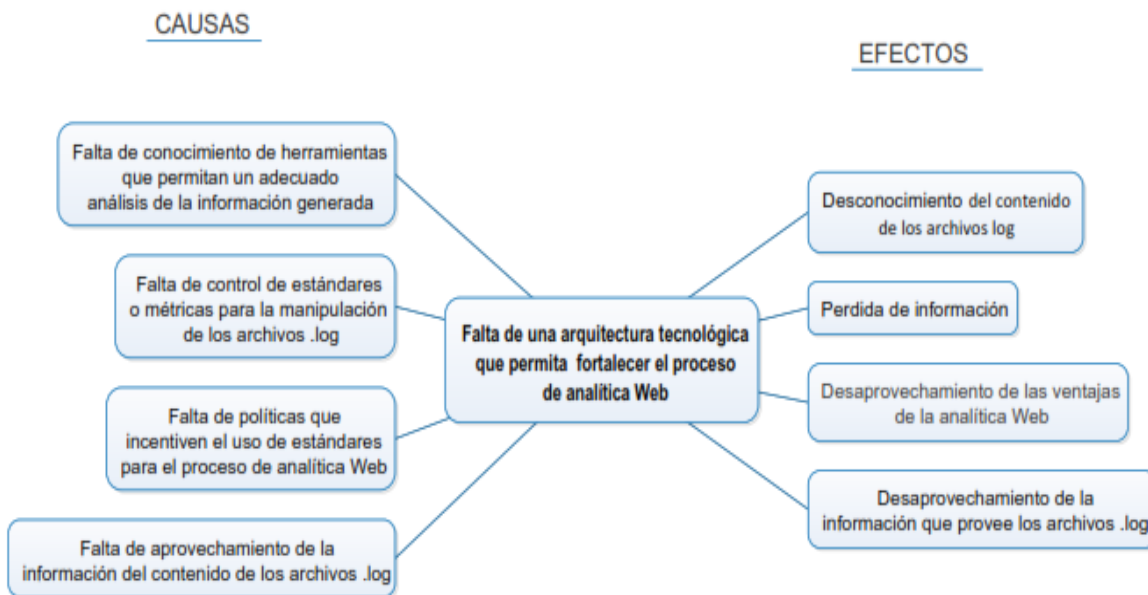 CAUSAS
EFECTOS
Falta de conocimiento de herramientas
que permitan un adecuado
análisis de la información generada
Falta de control de estándares
o métricas para la manipulación
de los archivos .log
Falta de políticas que
incentiven el uso de estándares
para el proceso de analítica Web
Falta de aprovechamiento de la
información del contenido de los archivos .log
Falta de una arquitectura tecnológica
que permita fortalecer el proceso
de analítica Web
Desconocimiento del contenido
de los archivos log
Perdida de información
Desaprovechamiento de las ventajas
de la analítica Web
Desaprovechamiento de la
información que provee los archivos .log